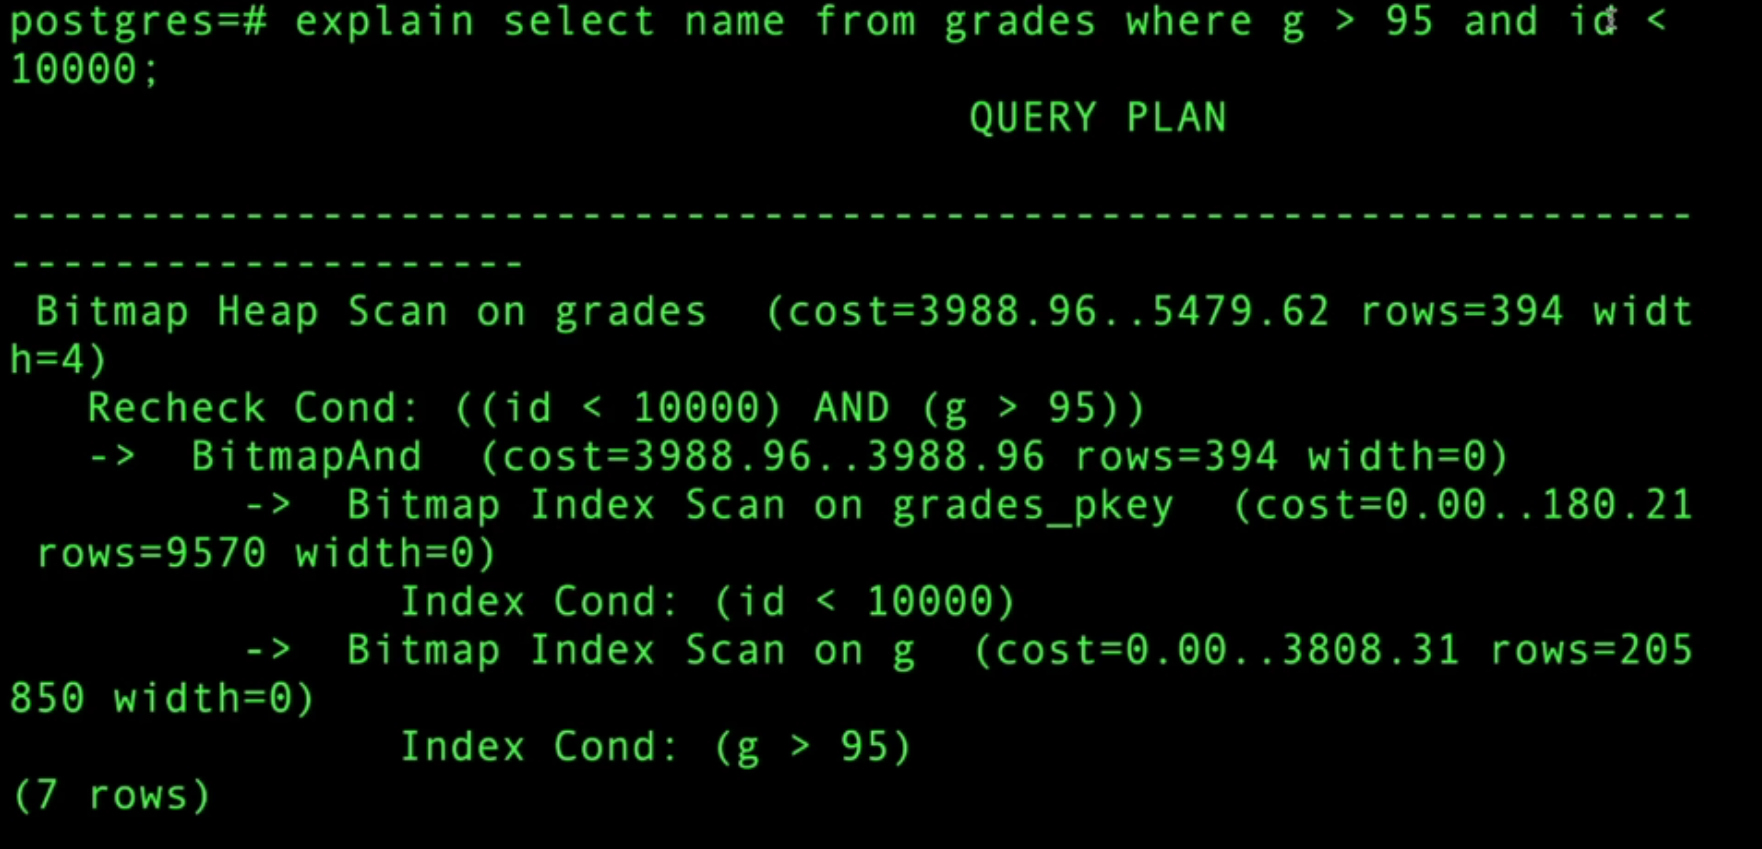 postgres=# explain select name from grades where g > 95 and id <
10000;
QUERY PLAN
-----------------------------------------------------------------
--------------------
Bitmap Heap Scan on grades  (cost=3988.96..5479.62 rows=394 widt
h=4)
Recheck Cond: ((id < 10000) AND (g > 95))
->  BitmapAnd  (cost=3988.96..3988.96 rows=394 width=0)
->  Bitmap Index Scan on grades_pkey  (cost=0.00..180.21
rows=9570 width=0)
Index Cond: (id < 10000)
->  Bitmap Index Scan on g  (cost=0.00..3808.31 rows=205
850 width=0)
Index Cond: (g > 95)
(7 rows)